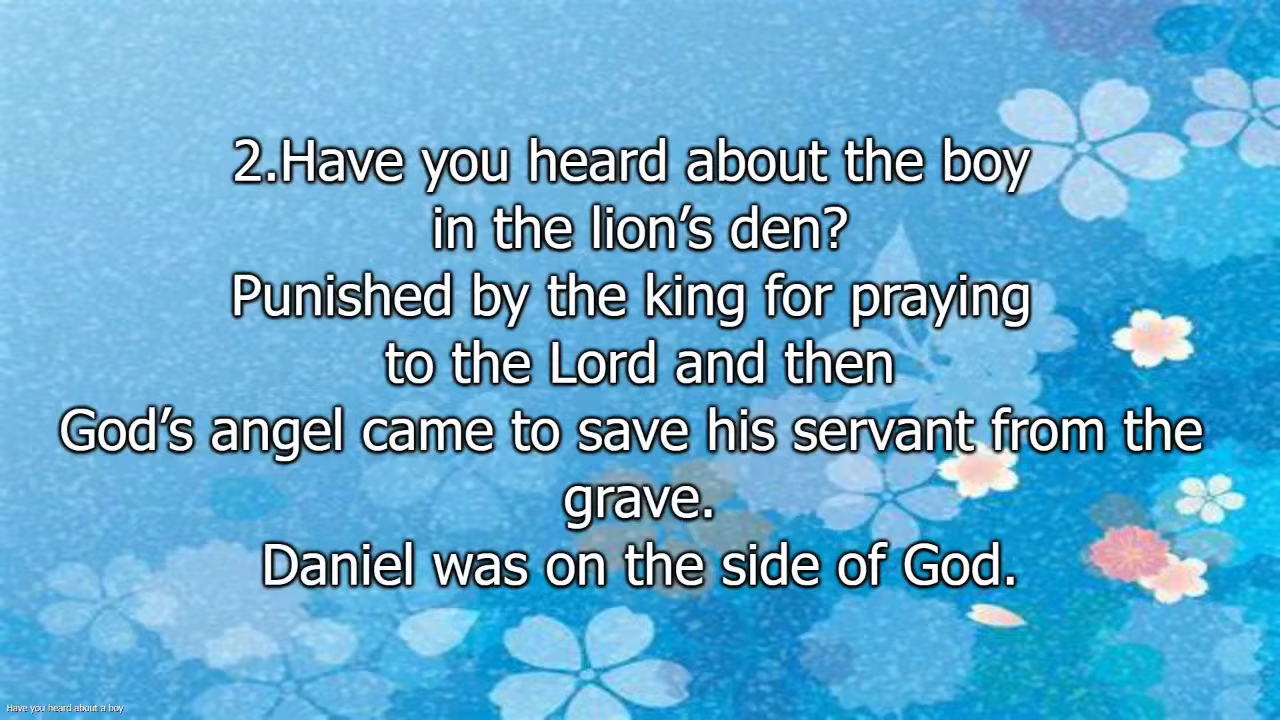 2.Have you heard about the boy
in the lion’s den?
Punished by the king for praying
to the Lord and then
God’s angel came to save his servant from the
grave.
Daniel was on the side of God.
Have you heard about a boy